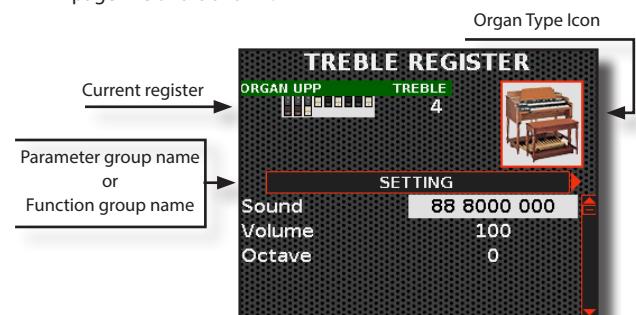 Organ Type Icon
TREBLE REGISTER
ORGAN UPP TREBLE
Current register
4
Parameter group name
or
Function group name
SETTING
Sound 88 8000 000
Volume 100
Octave 0